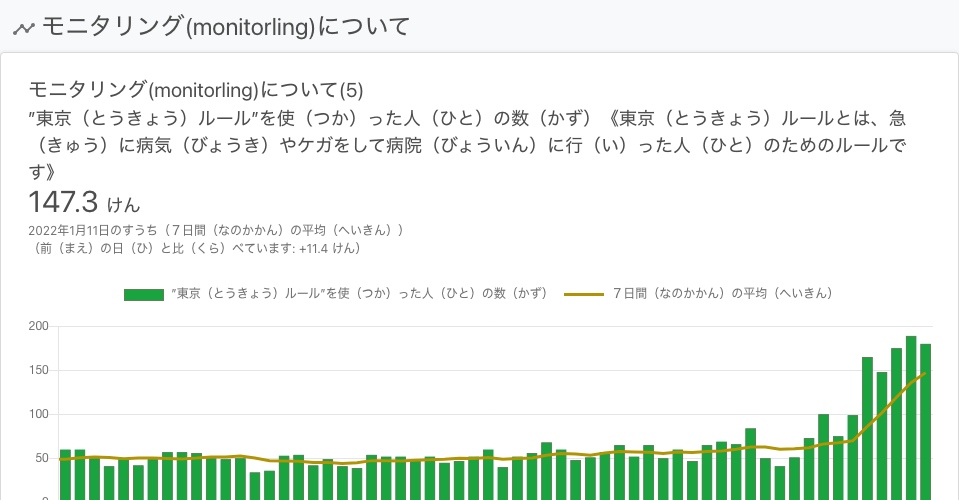 モニタリング(monitorling)について
モニタリング(monitorling)について(5)
”東京（とうきょう）ルール”を使（つか）った人（ひと）の数（かず）《東京（とうきょう）ルールとは、急
（きゅう）に病気（びょうき）やケガをして病院（びょういん）に行（い）った人（ひと）のためのルールで
す》
147.3 けん
2022年1月11日のすうち（７日間（なのかかん）の平均（へいきん））
（前（まえ）の日（ひ）と比（くら）べています: +11.4 けん）
”東京（とうきょう）ルール”を使（つか）った人（ひと）の数（かず） ７日間（なのかかん）の平均（へいきん）
200
150
100
50
0